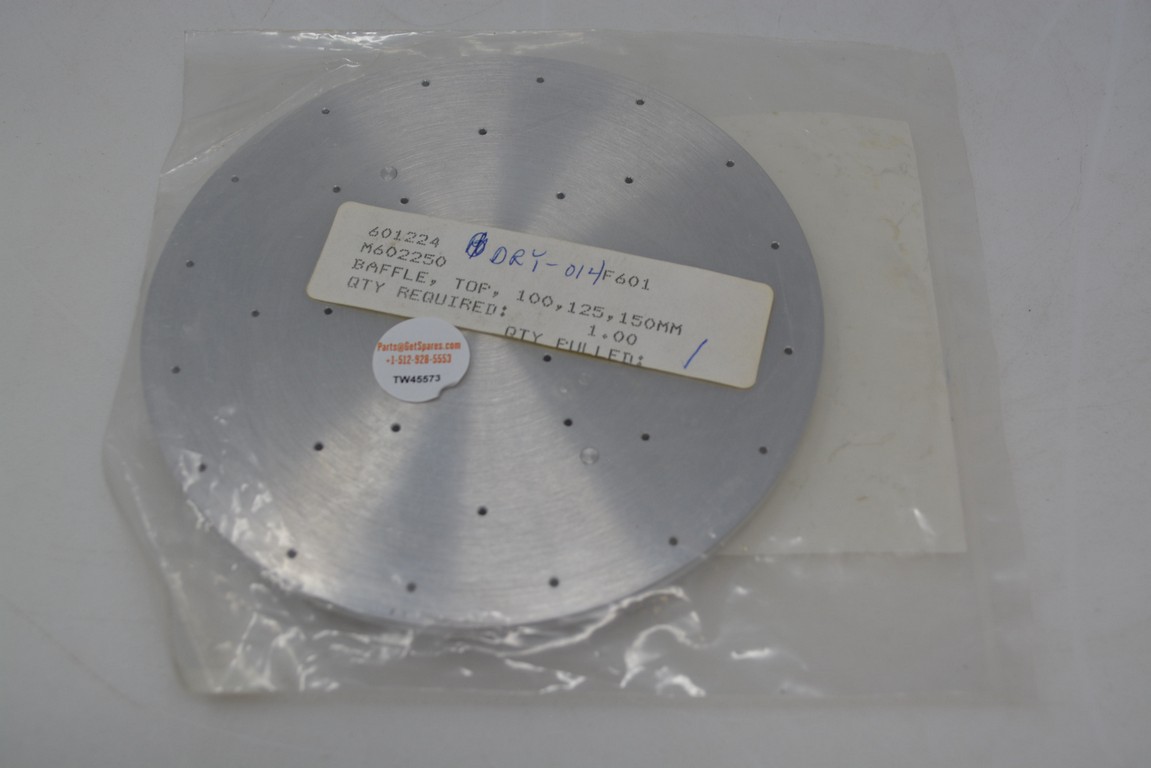 601224
M602250 DRY-014 F601
BAFFLE, TOP, 100,125,150MM
QTY REQUIRED: 1.00
QTY PULLED: /
Parts@GetSpares.com
+1-512-928-5553
TW45573